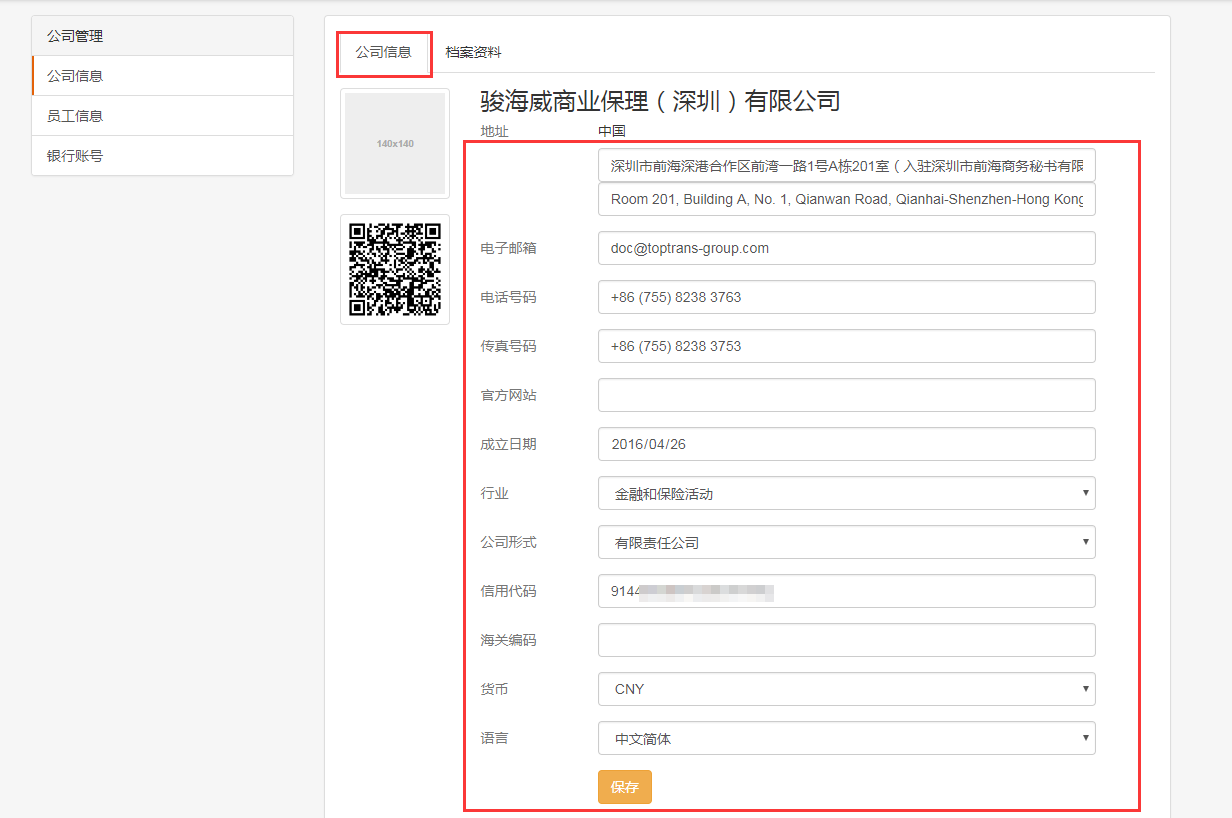 公司管理
公司信息
员工信息
银行账号
公司信息
档案资料
140x140
骏海威商业保理（深圳）有限公司
地址
中国
深圳市前海深港合作区前湾一路1号A栋201室（入驻深圳市前海商务秘书有限
Room 201, Building A, No. 1, Qianwan Road, Qianhai-Shenzhen-Hong Kong
电子邮箱
doc@toptrans-group.com
电话号码
+86 (755) 8238 3763
传真号码
+86 (755) 8238 3753
官方网站
成立日期
2016/04/26
行业
金融和保险活动
公司形式
有限责任公司
信用代码
9144
海关编码
货币
CNY
语言
中文简体
保存